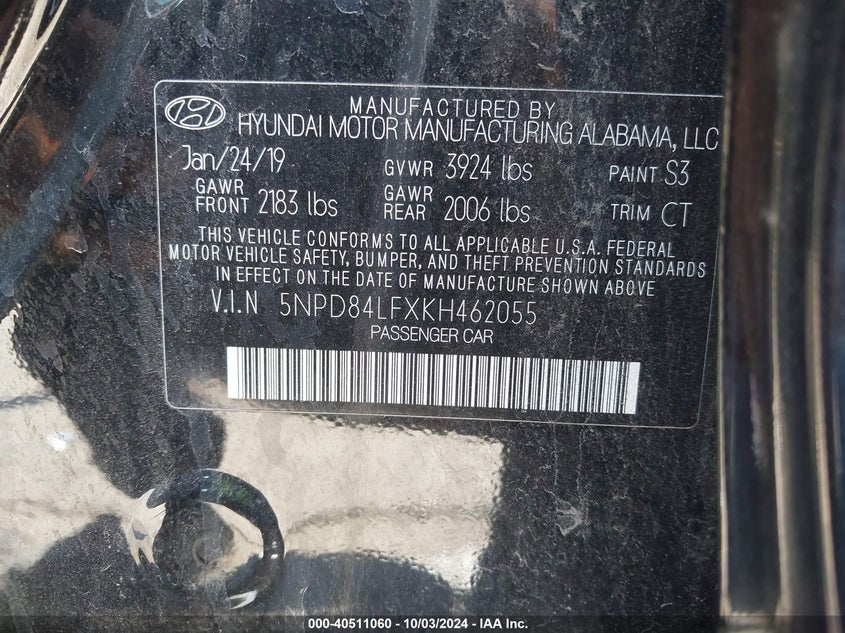 MANUFACTURED BY
HYUNDAI MOTOR MANUFACTURING ALABAMA, LLC
Jan/24/19 GVWR 3924 lbs PAINT S3
GAWR FRONT 2183 lbs GAWR REAR 2006 lbs TRIM CT
THIS VEHICLE CONFORMS TO ALL APPLICABLE U.S.A. FEDERAL
MOTOR VEHICLE SAFETY, BUMPER, AND THEFT PREVENTION STANDARDS
IN EFFECT ON THE DATE OF MANUFACTURE SHOWN ABOVE
V.I.N 5NPD84LFXKH462055
PASSENGER CAR
000-40511060 - 10/03/2024 - IAA Inc.